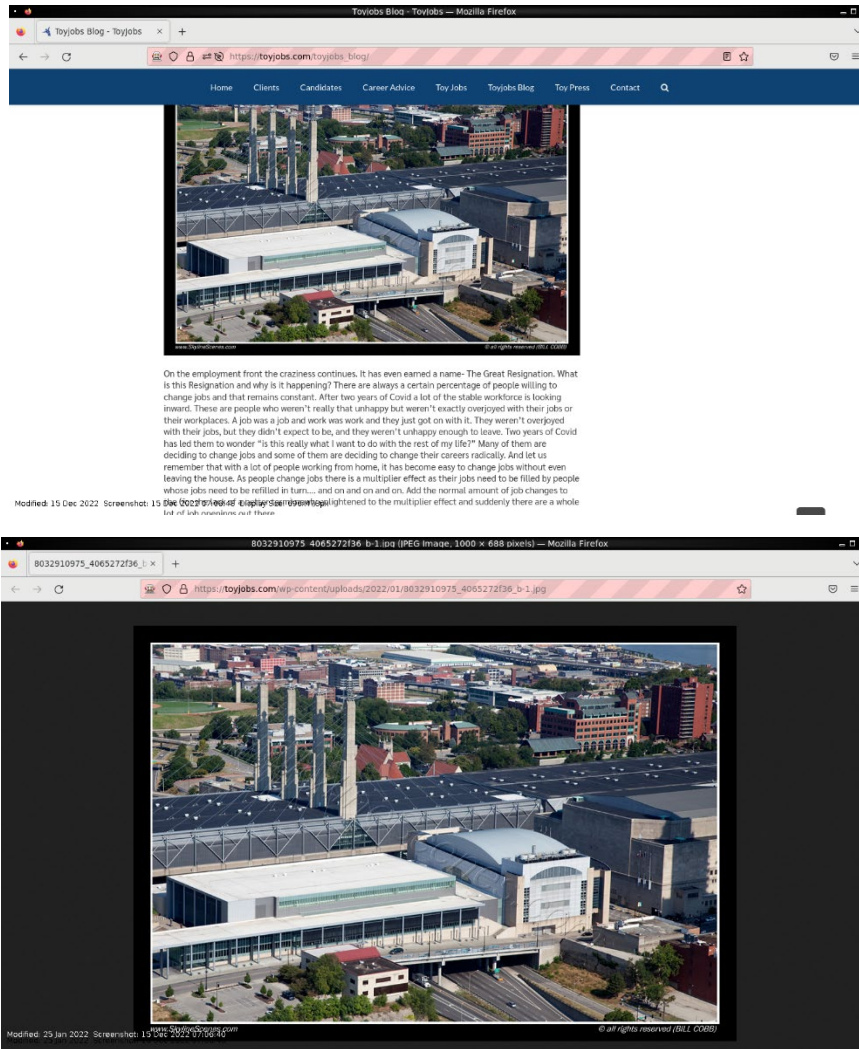 Toyjobs Blog - ToyJobs — Mozilla Firefox
Toyjobs Blog - ToyJobs
https://toyjobs.com/toyjobs_blog/
Home Clients Candidates Career Advice Toy Jobs Toyjobs Blog Toy Press Contact
www.SkylineScenes.com © all rights reserved (BILL COBB)
On the employment front the craziness continues. It has even earned a name- The Great Resignation. What
is this Resignation and why is it happening? There are always a certain percentage of people willing to
change jobs and that remains constant. After two years of Covid a lot of the stable workforce is looking
inward. These are people who weren't really that unhappy but weren't exactly overjoyed with their jobs or
their workplaces. A job was a job and work was work and they just got on with it. They weren't overjoyed
with their jobs, but they didn't expect to be, and they weren't unhappy enough to leave. Two years of Covid
has led them to wonder “is this really what I want to do with the rest of my life?” Many of them are
deciding to change jobs and some of them are deciding to change their careers radically. And let us
remember that with a lot of people working from home, it has become easy to change jobs without even
leaving the house. As people change jobs there is a multiplier effect as their jobs need to be filled by people
whose jobs need to be refilled in turn.... and on and on and on. Add the normal amount of job changes to
Modified: 15 Dec 2022 Screenshot: 15 Dec 2022
to the multiplier effect and suddenly there are a whole
lot of job openings out there
8032910975_4065272f36_b-1.jpg (JPEG Image, 1000 × 688 pixels) — Mozilla Firefox
8032910975_4065272f36_b
https://toyjobs.com/wp-content/uploads/2022/01/8032910975_4065272f36_b-1.jpg
www.SkylineScenes.com © all rights reserved (BILL COBB)
Modified: 25 Jan 2022 Screenshot: 15 Dec 2022 07:06:40